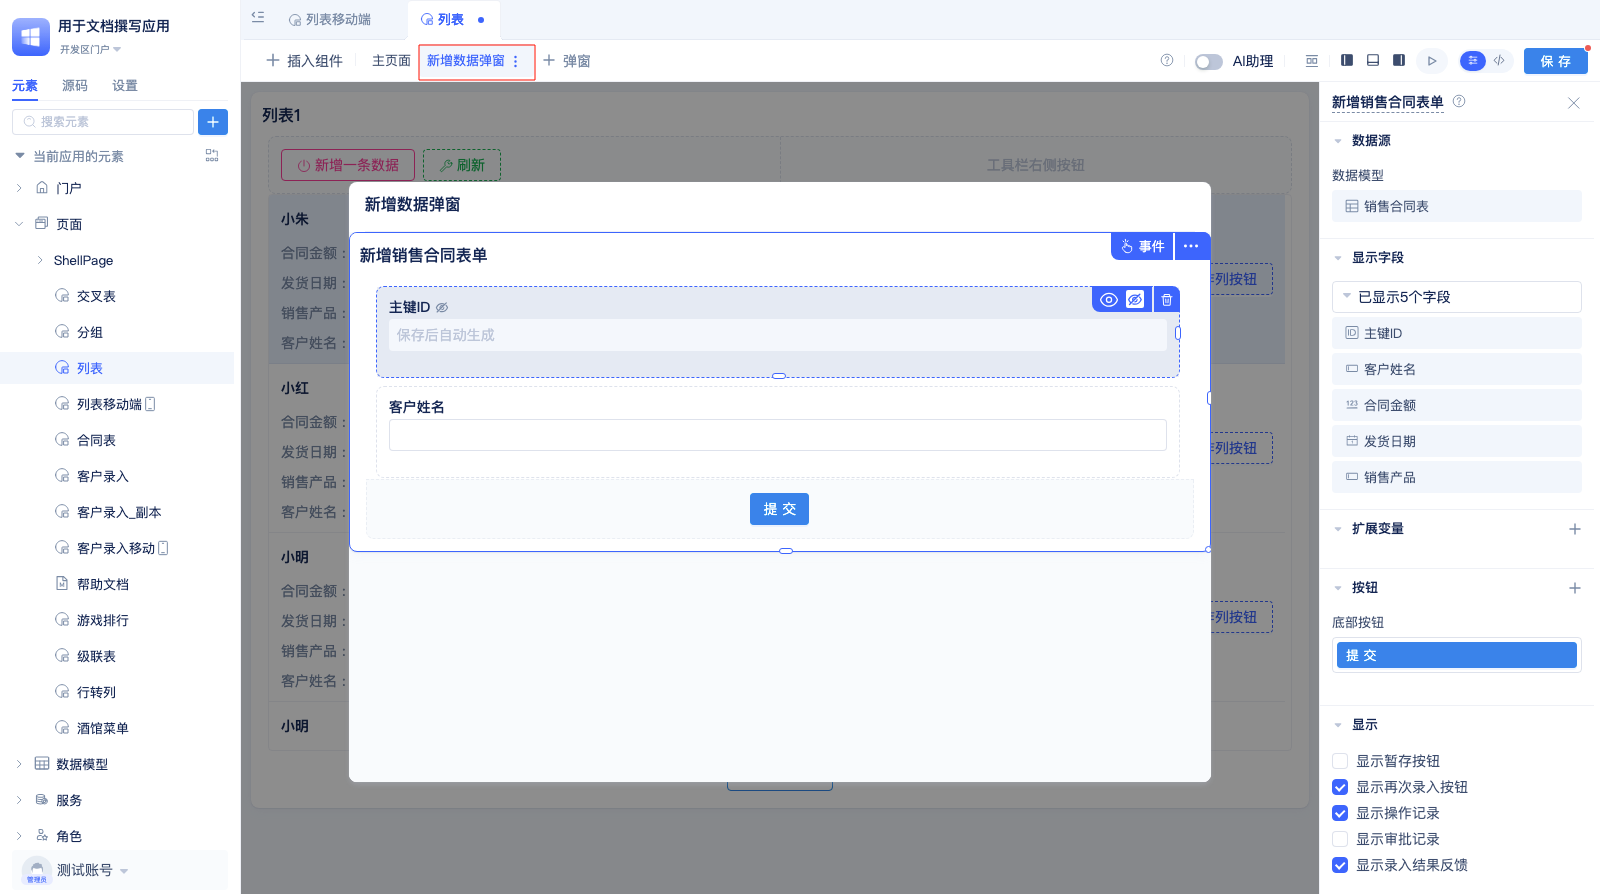 用于文档撰写应用
开发区门户
元素 源码 设置
搜索元素
当前应用的元素
门户
页面
ShellPage
交叉表
分组
列表
列表移动端
合同表
客户录入
客户录入_副本
客户录入移动
帮助文档
游戏排行
级联表
行转列
酒馆菜单
数据模型
服务
角色
测试账号
管理员
列表移动端 列表
插入组件 主页面 新增数据弹窗 弹窗 AI助理 保 存
列表1
新增一条数据 刷新 工具栏右侧按钮
小朱
合同金额：
发货日期：
销售产品：
客户姓名：
列按钮
小红
合同金额：
发货日期：
销售产品：
客户姓名：
列按钮
小明
合同金额：
发货日期：
销售产品：
客户姓名：
列按钮
小明
新增数据弹窗
新增销售合同表单 事件
主键ID
保存后自动生成
客户姓名
提 交
新增销售合同表单
数据源
数据模型
销售合同表
显示字段
已显示5个字段
ID 主键ID
客户姓名
123 合同金额
发货日期
销售产品
扩展变量
按钮
底部按钮
提 交
显示
显示暂存按钮
显示再次录入按钮
显示操作记录
显示审批记录
显示录入结果反馈